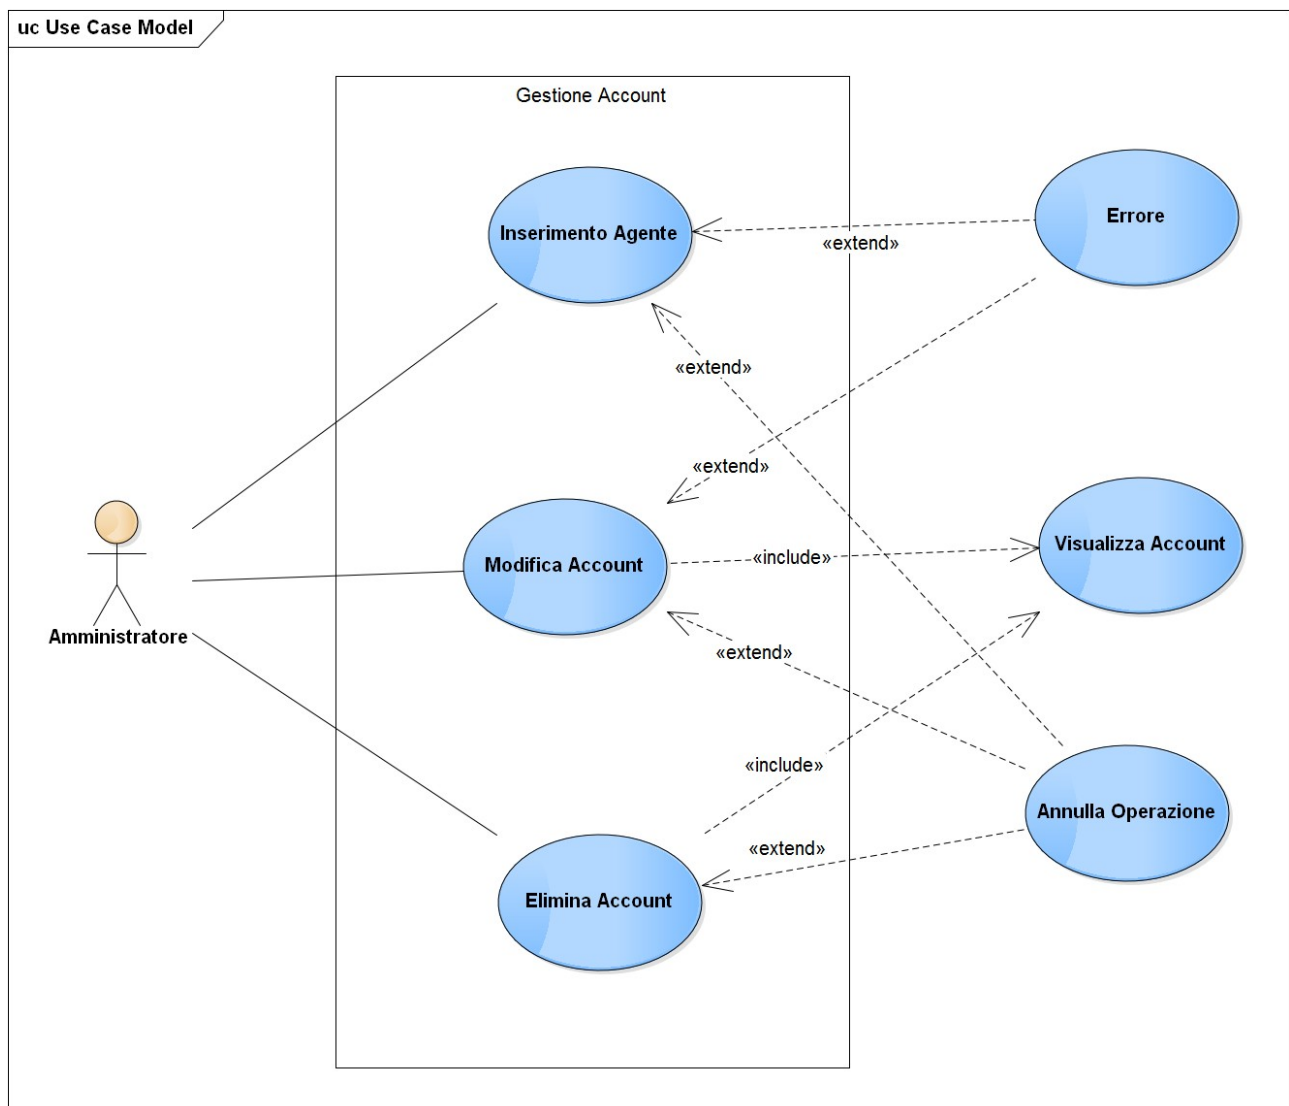 uc Use Case Model
Gestione Account
Inserimento Agente
Errore
«extend»
«extend»
«extend»
Modifica Account
«include»
Visualizza Account
Amministratore
«extend»
«include»
Annulla Operazione
«extend»
Elimina Account